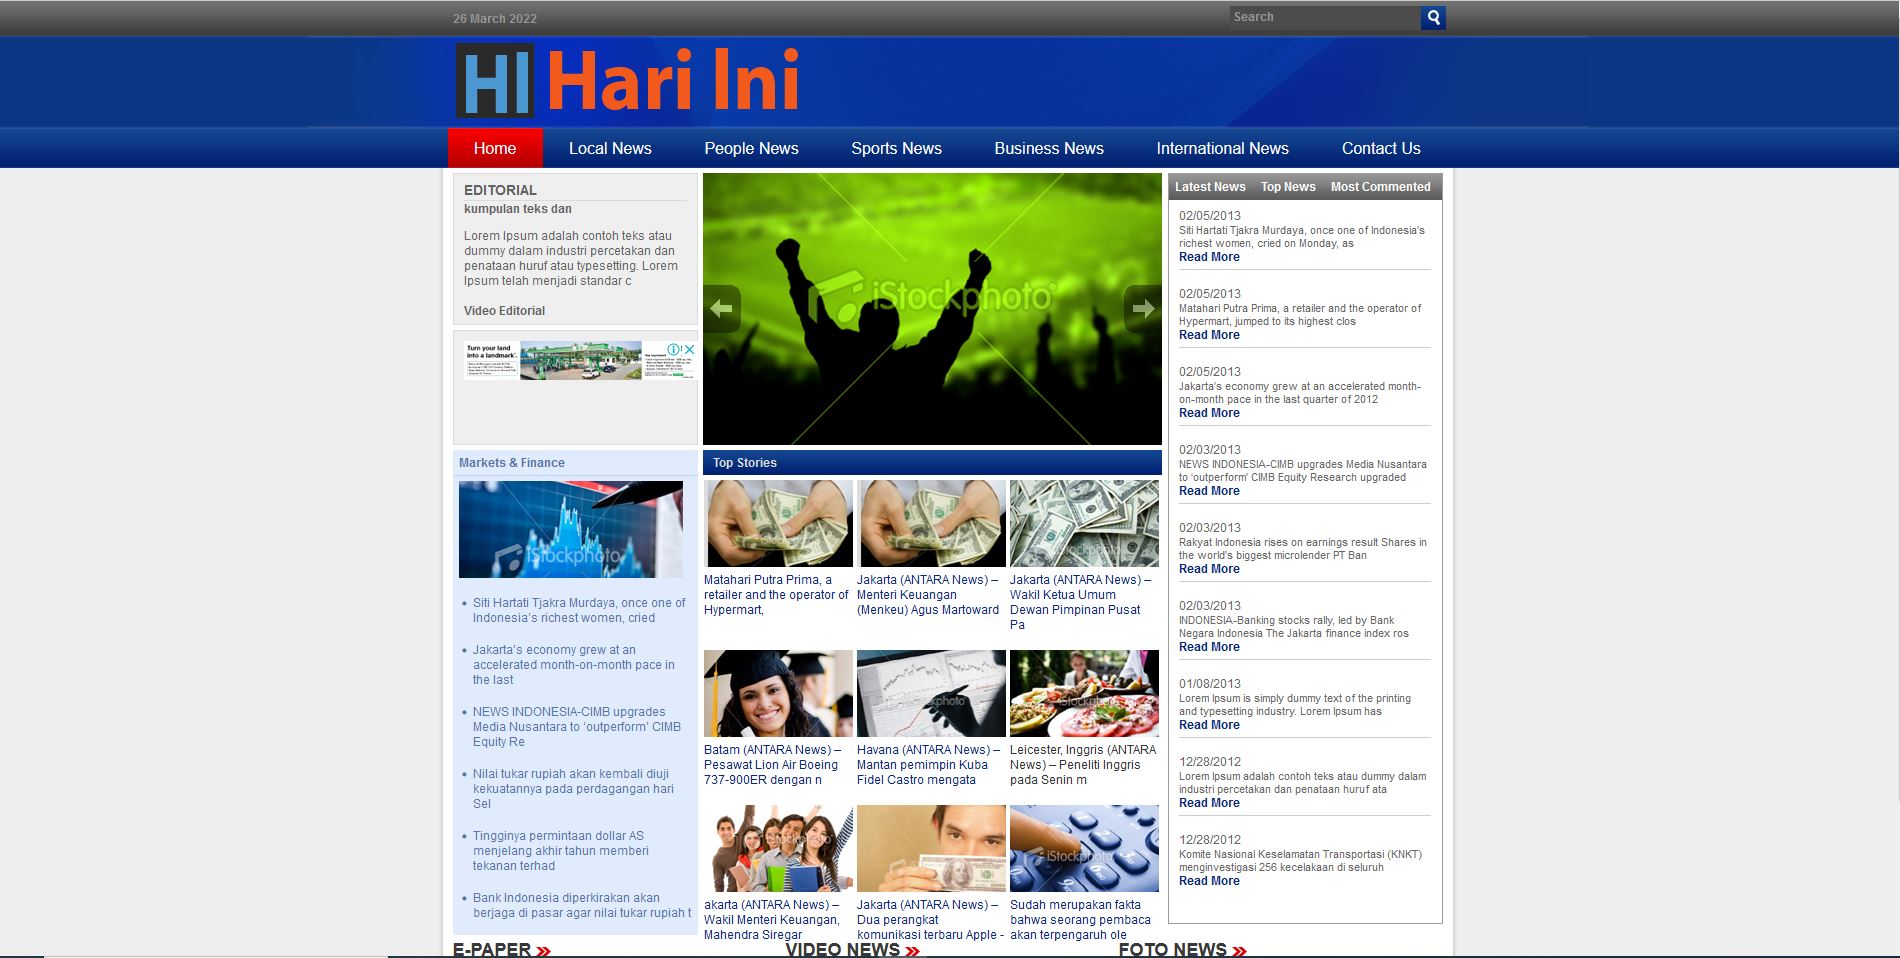 26 March 2022
Search
HI Hari Ini
Home
Local News
People News
Sports News
Business News
International News
Contact Us
EDITORIAL
kumpulan teks dan
Lorem Ipsum adalah contoh teks atau
dummy dalam industri percetakan dan
penataan huruf atau typesetting. Lorem
Ipsum telah menjadi standar c
Video Editorial
Turn your land
into a landmark.
iStockphoto
Markets & Finance
iStockphoto
Siti Hartati Tjakra Murdaya, once one of
Indonesia's richest women, cried
Jakarta's economy grew at an
accelerated month-on-month pace in
the last
NEWS INDONESIA-CIMB upgrades
Media Nusantara to 'outperform' CIMB
Equity Re
Nilai tukar rupiah akan kembali diuji
kekuatannya pada perdagangan hari
Sel
Tingginya permintaan dollar AS
menjelang akhir tahun memberi
tekanan terhad
Bank Indonesia diperkirakan akan
berjaga di pasar agar nilai tukar rupiah t
Top Stories
Matahari Putra Prima, a
retailer and the operator of
Hypermart,
Jakarta (ANTARA News) –
Menteri Keuangan
(Menkeu) Agus Martoward
iStockphoto
Jakarta (ANTARA News) –
Wakil Ketua Umum
Dewan Pimpinan Pusat
Pa
Batam (ANTARA News) –
Pesawat Lion Air Boeing
737-900ER dengan n
Havana (ANTARA News) –
Mantan pemimpin Kuba
Fidel Castro mengata
iStockphoto
Leicester, Inggris (ANTARA
News) – Peneliti Inggris
pada Senin m
iStockphoto
akarta (ANTARA News) –
Wakil Menteri Keuangan,
Mahendra Siregar
iStockphoto
Jakarta (ANTARA News) –
Dua perangkat
komunikasi terbaru Apple -
iStockphoto
Sudah merupakan fakta
bahwa seorang pembaca
akan terpengaruh ole
Latest News
Top News
Most Commented
02/05/2013
Siti Hartati Tjakra Murdaya, once one of Indonesia's
richest women, cried on Monday, as
Read More
02/05/2013
Matahari Putra Prima, a retailer and the operator of
Hypermart, jumped to its highest clos
Read More
02/05/2013
Jakarta's economy grew at an accelerated month-
on-month pace in the last quarter of 2012
Read More
02/03/2013
NEWS INDONESIA-CIMB upgrades Media Nusantara
to 'outperform' CIMB Equity Research upgraded
Read More
02/03/2013
Rakyat Indonesia rises on earnings result Shares in
the world's biggest microlender PT Ban
Read More
02/03/2013
INDONESIA-Banking stocks rally, led by Bank
Negara Indonesia The Jakarta finance index ros
Read More
01/08/2013
Lorem Ipsum is simply dummy text of the printing
and typesetting industry. Lorem Ipsum has
Read More
12/28/2012
Lorem Ipsum adalah contoh teks atau dummy dalam
industri percetakan dan penataan huruf ata
Read More
12/28/2012
Komite Nasional Keselamatan Transportasi (KNKT)
menginvestigasi 256 kecelakaan di seluruh
Read More
E-PAPER
VIDEO NEWS
FOTO NEWS